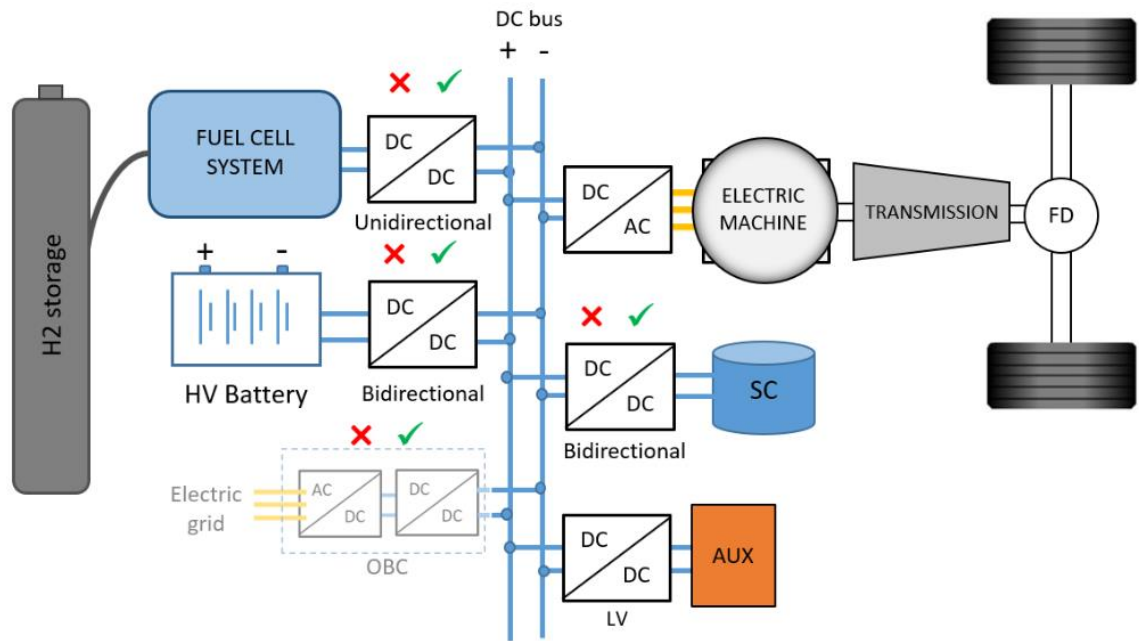 DC bus
+ -
H2 storage
FUEL CELL
SYSTEM
DC
DC
Unidirectional
DC
AC
ELECTRIC
MACHINE
TRANSMISSION
FD
+ -
HV Battery
DC
DC
Bidirectional
DC
DC
Bidirectional
SC
Electric
grid
AC
DC
DC
DC
OBC
DC
DC
LV
AUX